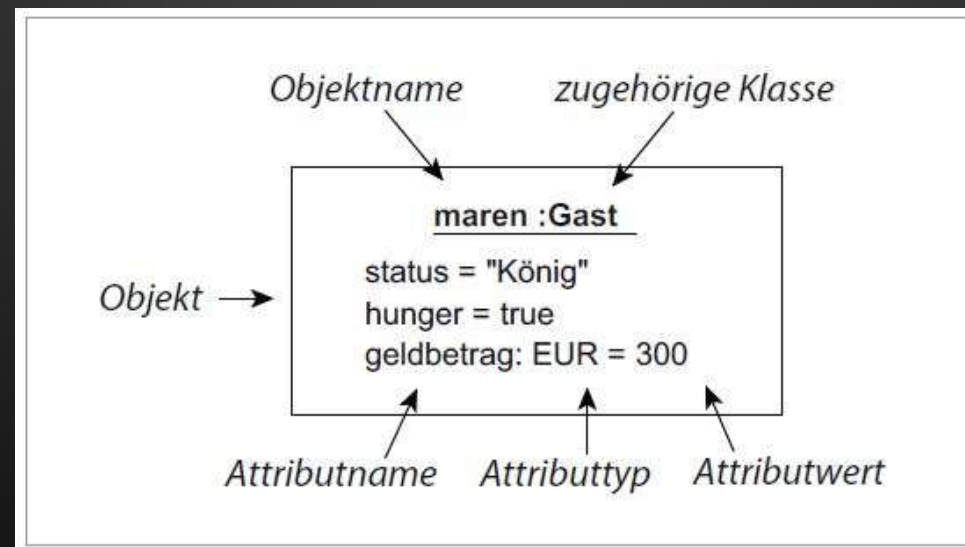 Objektname zugehörige Klasse
maren :Gast
status = "König"
Objekt
hunger = true
geldbetrag: EUR = 300
Attributname Attributtyp Attributwert